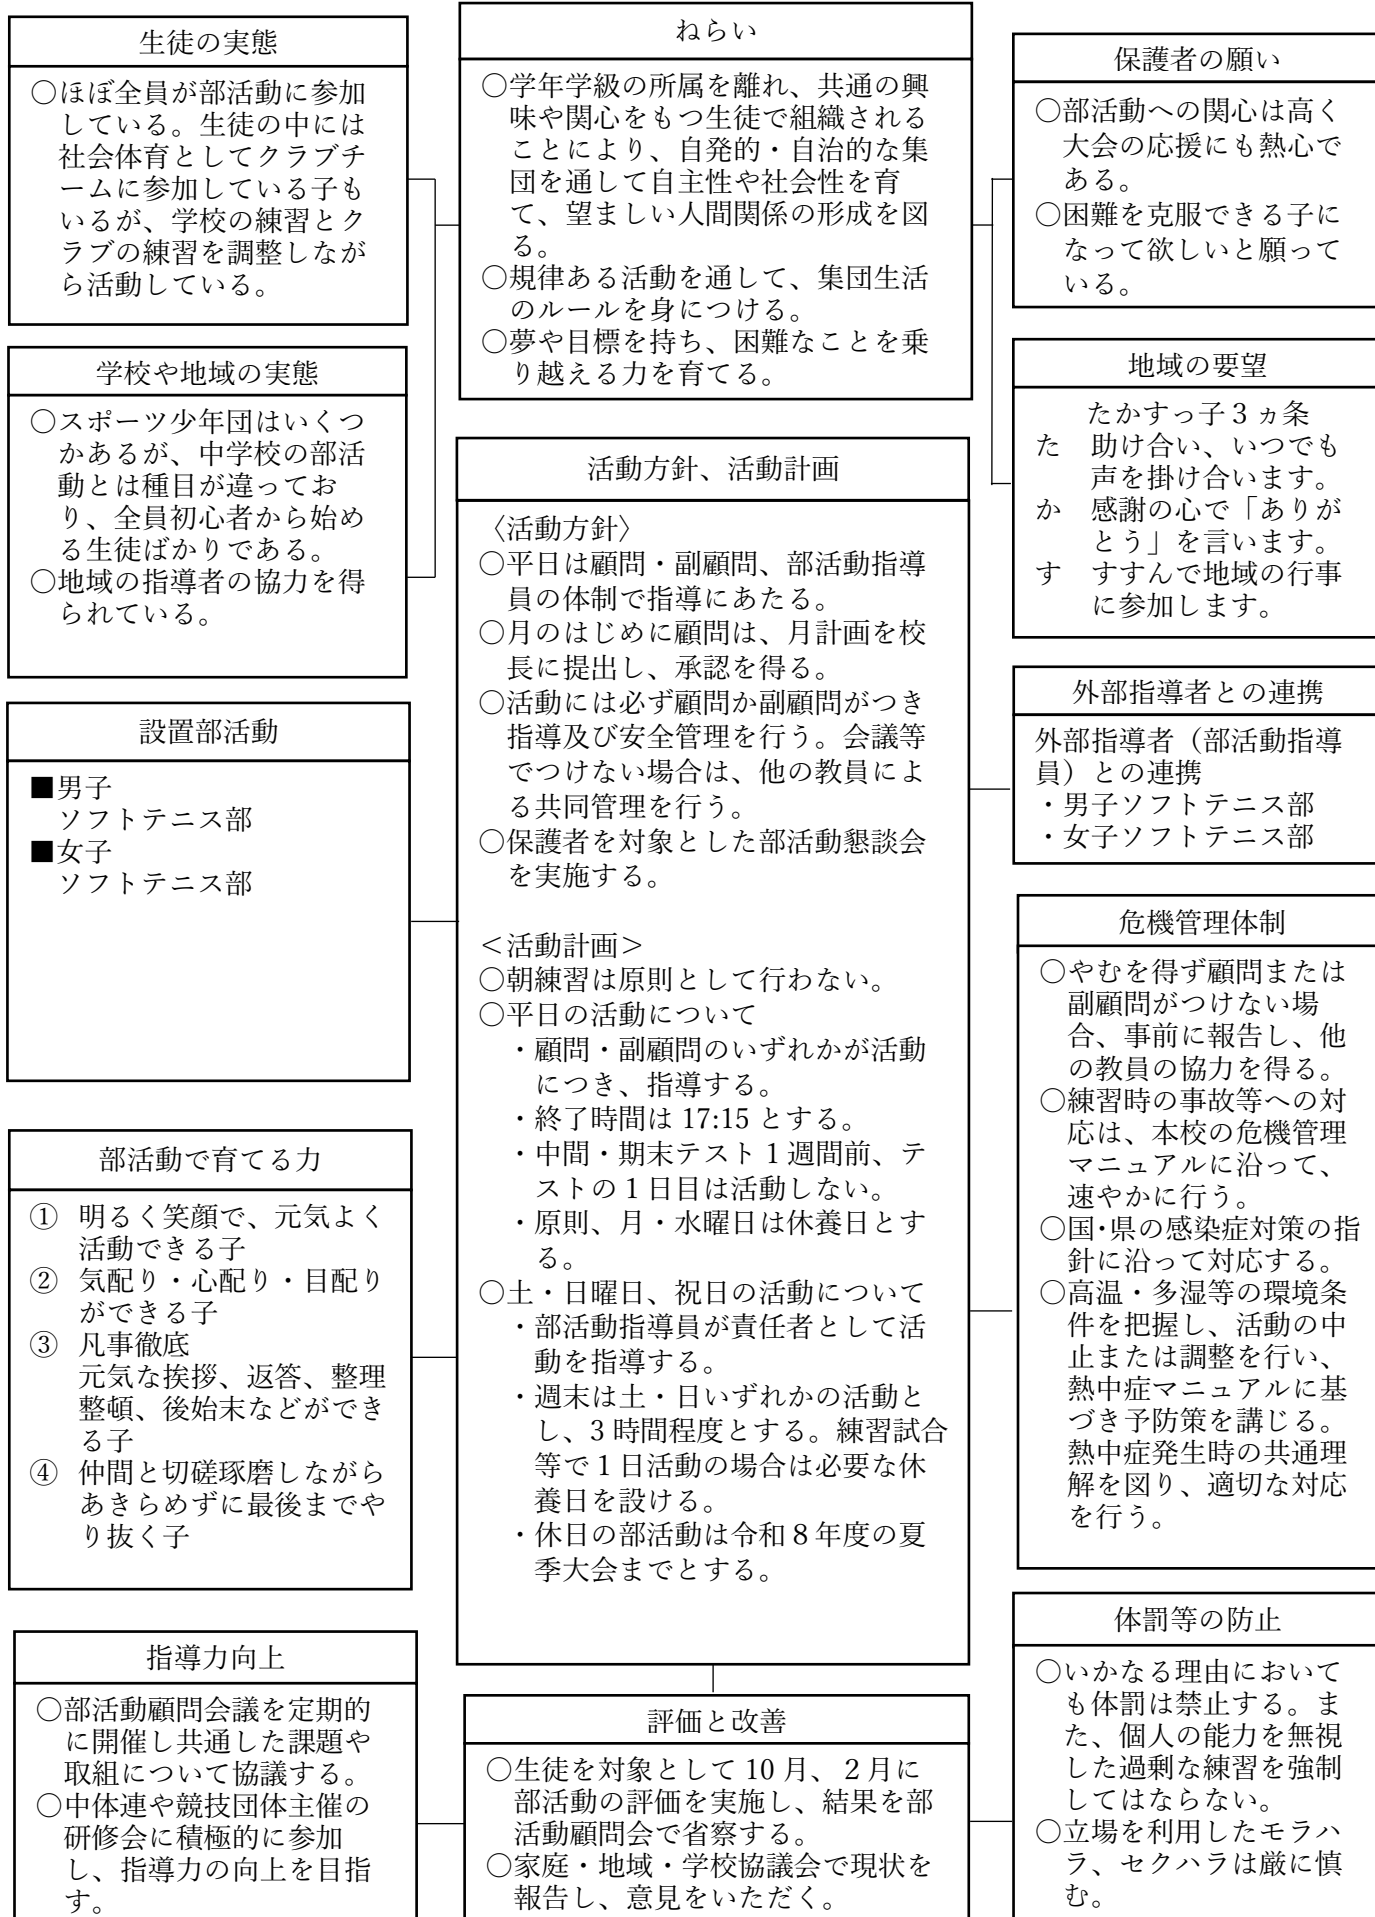 生徒の実態
○ほぼ全員が部活動に参加
している。生徒の中には
社会体育としてクラブチ
ームに参加している子も
いるが、学校の練習とク
ラブの練習を調整しなが
ら活動している。
学校や地域の実態
○スポーツ少年団はいくつ
かあるが、中学校の部活
動とは種目が違ってお
り、全員初心者から始め
る生徒ばかりである。
○地域の指導者の協力を得
られている。
設置部活動
■男子
ソフトテニス部
■女子
ソフトテニス部
部活動で育てる力
① 明るく笑顔で、元気よく
活動できる子
② 気配り・心配り・目配り
ができる子
③ 凡事徹底
元気な挨拶、返答、整理
整頓、後始末などができ
る子
④ 仲間と切磋琢磨しながら
あきらめずに最後までや
り抜く子
指導力向上
○部活動顧問会議を定期的
に開催し共通した課題や
取組について協議する。
○中体連や競技団体主催の
研修会に積極的に参加
し、指導力の向上を目指
す。
ねらい
○学年学級の所属を離れ、共通の興
味や関心をもつ生徒で組織される
ことにより、自発的・自治的な集
団を通して自主性や社会性を育
て、望ましい人間関係の形成を図
る。
○規律ある活動を通して、集団生活
のルールを身につける。
○夢や目標を持ち、困難なことを乗
り越える力を育てる。
活動方針、活動計画
〈活動方針〉
○平日は顧問・副顧問、部活動指導
員の体制で指導にあたる。
○月のはじめに顧問は、月計画を校
長に提出し、承認を得る。
○活動には必ず顧問か副顧問がつき
指導及び安全管理を行う。会議等
でつけない場合は、他の教員によ
る共同管理を行う。
○保護者を対象とした部活動懇談会
を実施する。
＜活動計画＞
○朝練習は原則として行わない。
○平日の活動について
・顧問・副顧問のいずれかが活動
につき、指導する。
・終了時間は 17:15 とする。
・中間・期末テスト１週間前、テ
ストの１日目は活動しない。
・原則、月・水曜日は休養日とす
る。
○土・日曜日、祝日の活動について
・部活動指導員が責任者として活
動を指導する。
・週末は土・日いずれかの活動と
し、3 時間程度とする。練習試合
等で１日活動の場合は必要な休
養日を設ける。
・休日の部活動は令和８年度の夏
季大会までとする。
評価と改善
○生徒を対象として 10 月、２月に
部活動の評価を実施し、結果を部
活動顧問会で省察する。
○家庭・地域・学校協議会で現状を
報告し、意見をいただく。
保護者の願い
○部活動への関心は高く
大会の応援にも熱心で
ある。
○困難を克服できる子に
なって欲しいと願って
いる。
地域の要望
たかすっ子３ヵ条
た 助け合い、いつでも
声を掛け合います。
か 感謝の心で「ありが
とう」を言います。
す すすんで地域の行事
に参加します。
外部指導者との連携
外部指導者（部活動指導
員）との連携
・男子ソフトテニス部
・女子ソフトテニス部
危機管理体制
○やむを得ず顧問または
副顧問がつけない場
合、事前に報告し、他
の教員の協力を得る。
○練習時の事故等への対
応は、本校の危機管理
マニュアルに沿って、
速やかに行う。
○国･県の感染症対策の指
針に沿って対応する。
○高温・多湿等の環境条
件を把握し、活動の中
止または調整を行い、
熱中症マニュアルに基
づき予防策を講じる。
熱中症発生時の共通理
解を図り、適切な対応
を行う。
体罰等の防止
○いかなる理由において
も体罰は禁止する。ま
た、個人の能力を無視
した過剰な練習を強制
してはならない。
○立場を利用したモラハ
ラ、セクハラは厳に慎
む。